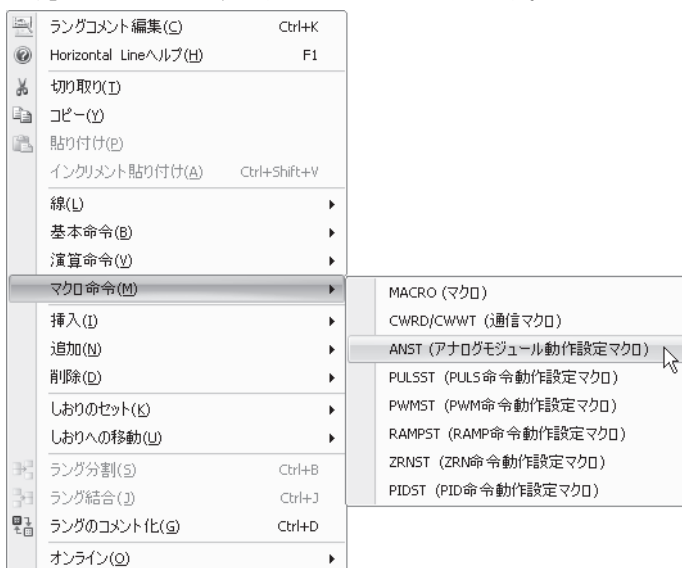 ラングコメント編集(C) Ctrl+K
Horizontal Lineヘルプ(H) F1
切り取り(T)
コピー(Y)
貼り付け(P)
インクリメント貼り付け(A) Ctrl+Shift+V
線(L)
基本命令(B)
演算命令(V)
マクロ命令(M)
挿入(I)
追加(N)
削除(D)
しおりのセット(K)
しおりへの移動(U)
ラング分割(S) Ctrl+B
ラング結合(J) Ctrl+J
ラングのコメント化(G) Ctrl+D
オンライン(O)
MACRO (マクロ)
CWRD/CWWT (通信マクロ)
ANST (アナログモジュール動作設定マクロ)
PULSST (PULS命令動作設定マクロ)
PWMST (PWM命令動作設定マクロ)
RAMPST (RAMP命令動作設定マクロ)
ZRNST (ZRN命令動作設定マクロ)
PIDST (PID命令動作設定マクロ)